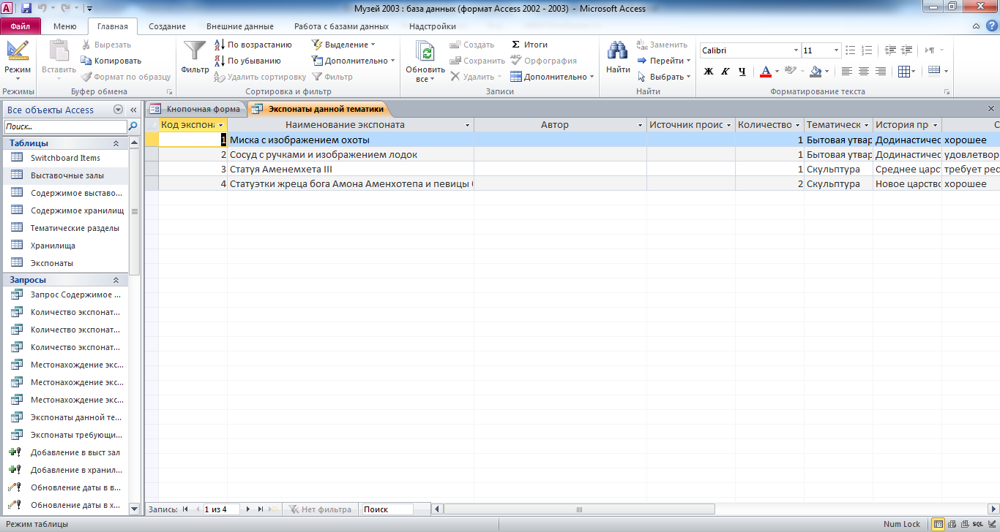 Музей 2003 : база данных (формат Access 2002 - 2003) - Microsoft Access
Файл Меню Главная Создание Внешние данные Работа с базами данных Надстройки
Режим
Режимы
Вставить
Вырезать
Копировать
Формат по образцу
Буфер обмена
Фильтр
По возрастанию
По убыванию
Удалить сортировку
Выделение
Дополнительно
Фильтр
Сортировка и фильтр
Обновить все
Создать
Сохранить
Удалить
Итоги
Орфография
Дополнительно
Записи
Найти
Заменить
Перейти
Выбрать
Найти
Calibri 11
Ж К Ч
Форматирование текста
Все объекты Access
Поиск...
Таблицы
Switchboard Items
Выставочные залы
Содержимое выставо...
Содержимое хранилищ
Тематические разделы
Хранилища
Экспонаты
Запросы
Запрос Содержимое ...
Количество экспонат...
Количество экспонат...
Количество экспонат...
Местонахождение экс...
Местонахождение экс...
Местонахождение экс...
Экспонаты данной те...
Экспонаты требующи...
Добавление в выст зал
Добавление в хранил...
Обновление даты в в...
Обновление даты в х...
Кнопочная форма Экспонаты данной тематики
Код экспона Наименование экспоната Автор Источник проис Количество Тематическ История пр С
1 Миска с изображением охоты 1 Бытовая утвар Додинастичес хорошее
2 Сосуд с ручками и изображением лодок 1 Бытовая утвар Додинастичес удовлетвор
3 Статуя Аменемхета III 1 Скульптура Среднее царс требует рес
4 Статуэтки жреца бога Амона Аменхотепа и певицы 2 Скульптура Новое царство хорошее
Запись: 1 из 4 Нет фильтра Поиск
Режим таблицы Num Lock SQL